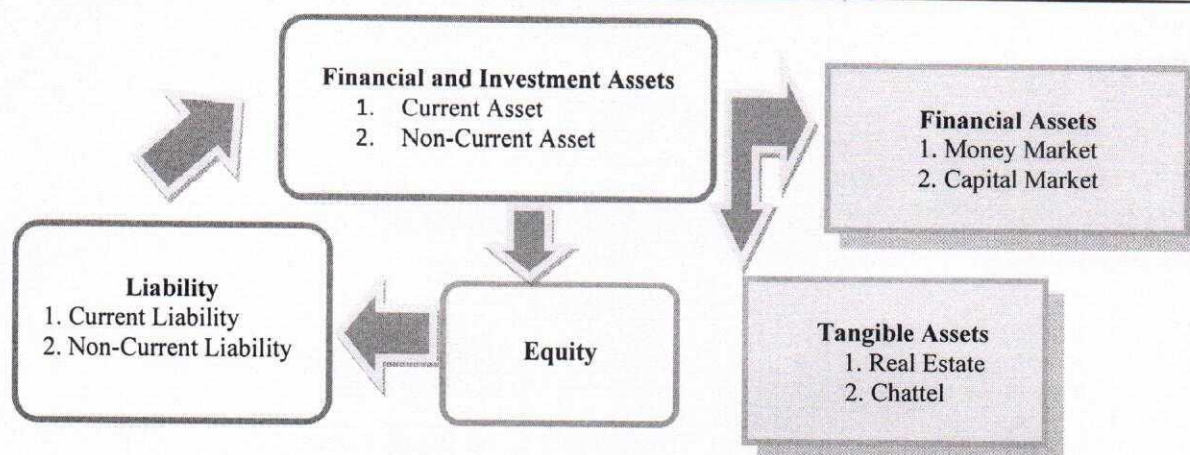 Financial and Investment Assets
1. Current Asset
2. Non-Current Asset
Financial Assets
1. Money Market
2. Capital Market
Liability
1. Current Liability
2. Non-Current Liability
Equity
Tangible Assets
1. Real Estate
2. Chattel